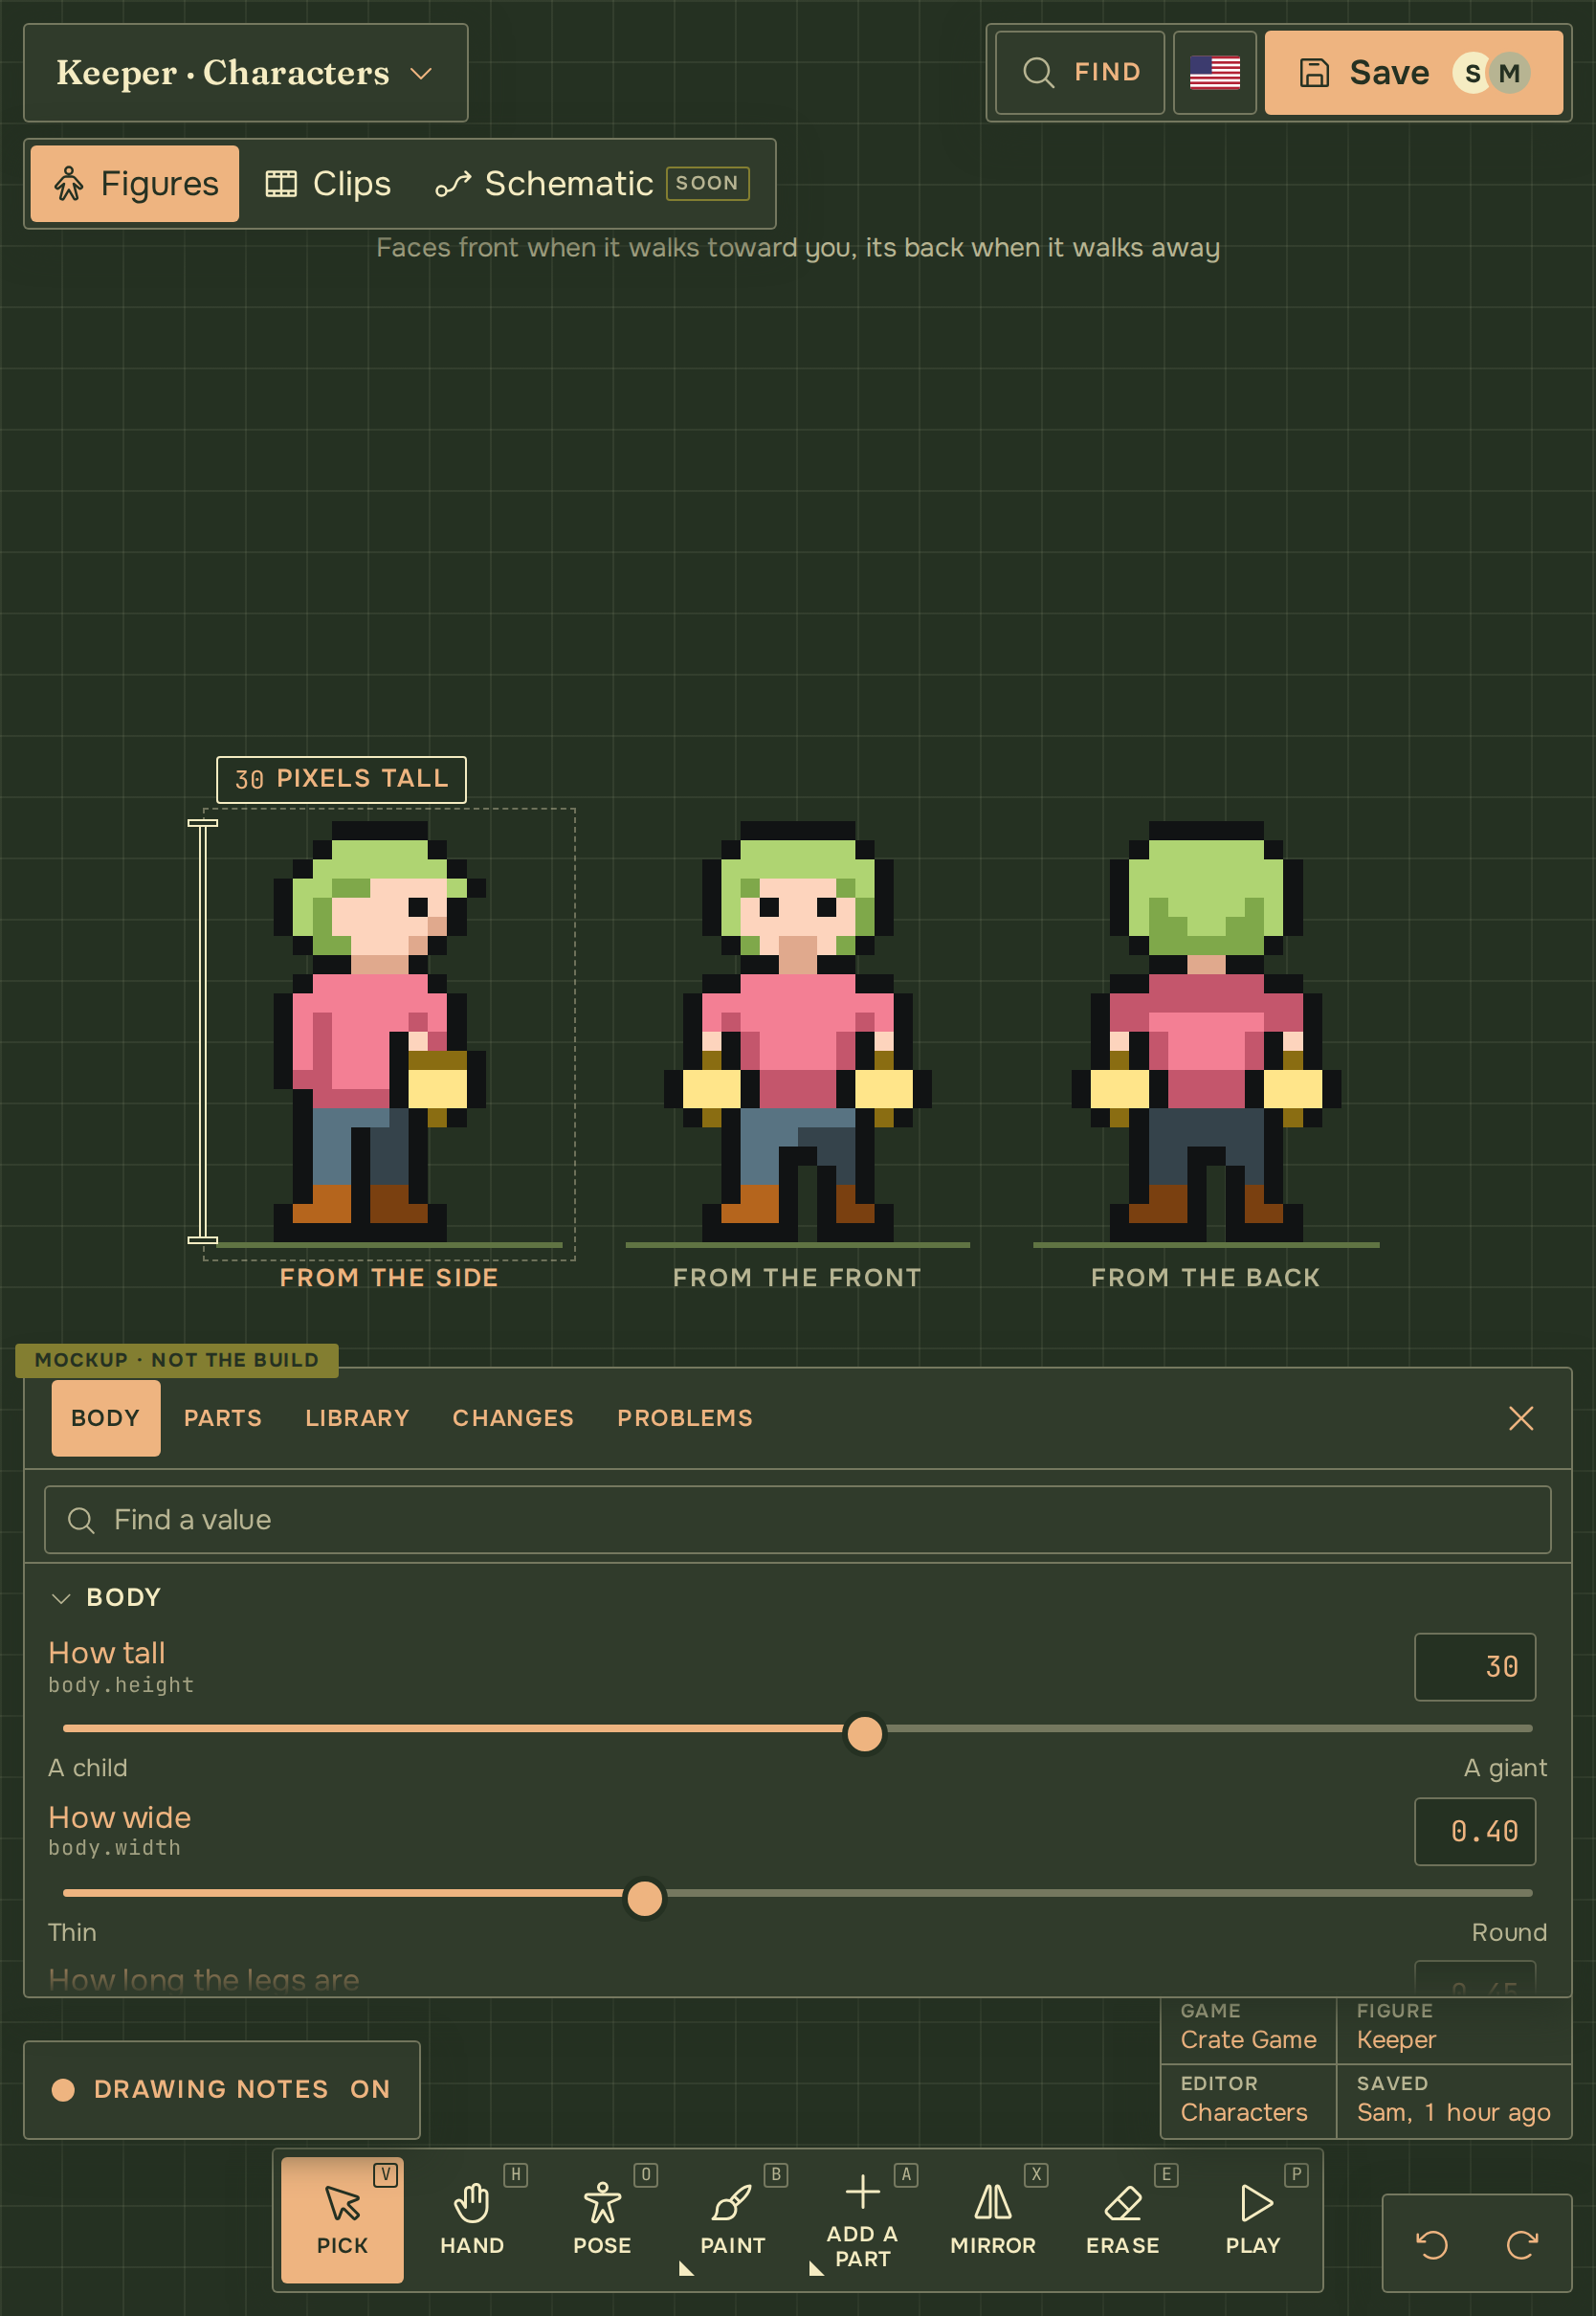 Keeper · Characters
FIND
Save
S M
Figures
Clips
Schematic SOON
Faces front when it walks toward you, its back when it walks away
30 PIXELS TALL
FROM THE SIDE
FROM THE FRONT
FROM THE BACK
MOCKUP · NOT THE BUILD
BODY
PARTS
LIBRARY
CHANGES
PROBLEMS
Find a value
BODY
How tall
body.height
30
A child
A giant
How wide
body.width
0.40
Thin
Round
How long the legs are
0.45
GAME
Crate Game
FIGURE
Keeper
EDITOR
Characters
SAVED
Sam, 1 hour ago
DRAWING NOTES ON
V
PICK
H
HAND
O
POSE
B
PAINT
A
ADD A
PART
X
MIRROR
E
ERASE
P
PLAY